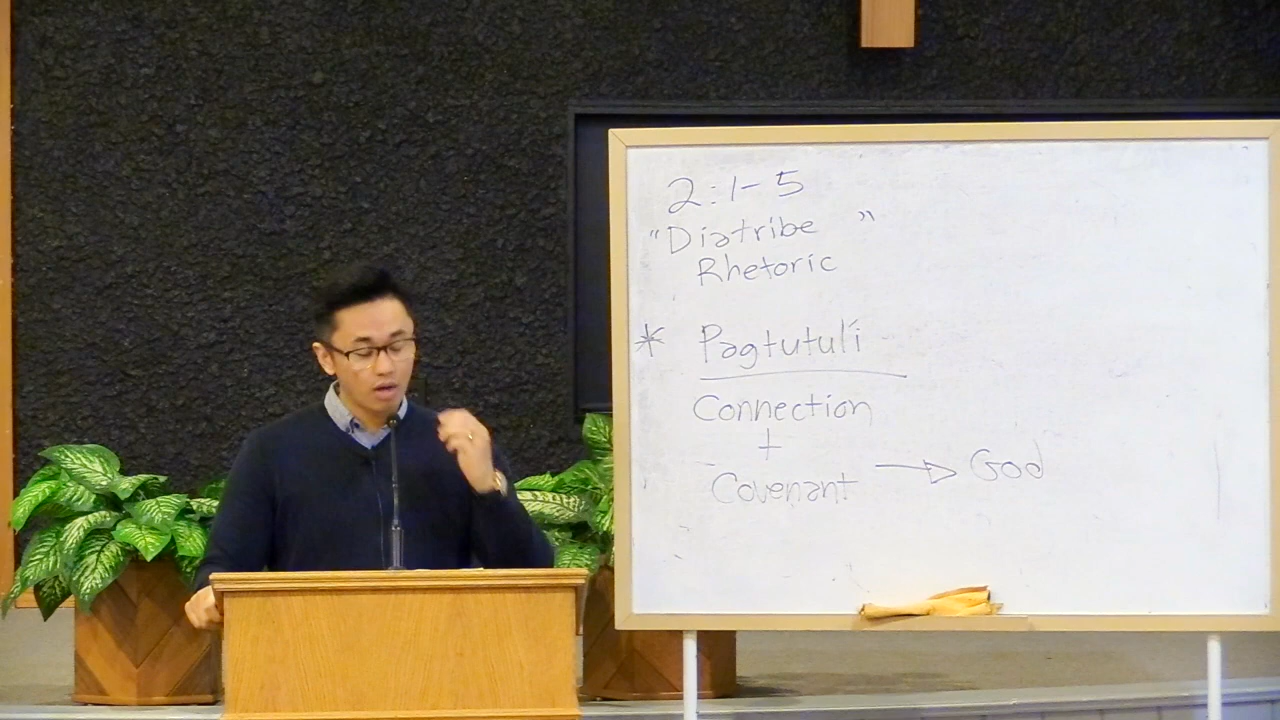 2:1-5
"Diatribe"
Rhetoric
* Pagtutuli
Connection
+
Covenant → God